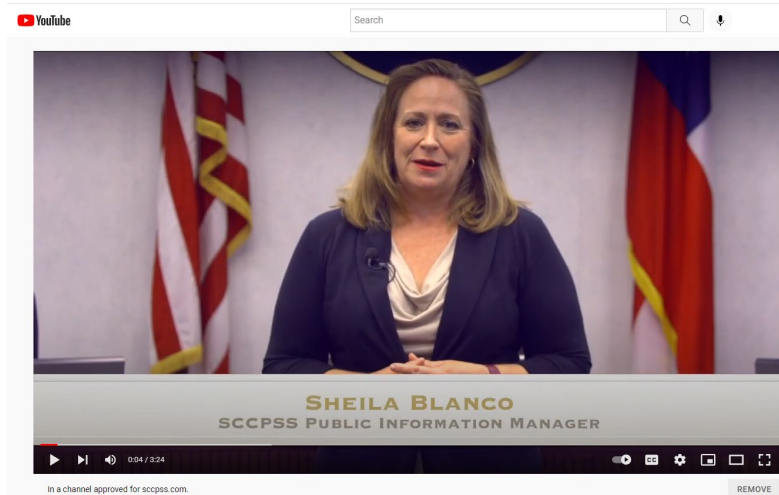 YouTube
Search
SHEILA BLANCO
SCCPSS PUBLIC INFORMATION MANAGER
0:04 / 3:24
CC
In a channel approved for sccpss.com.
REMOVE